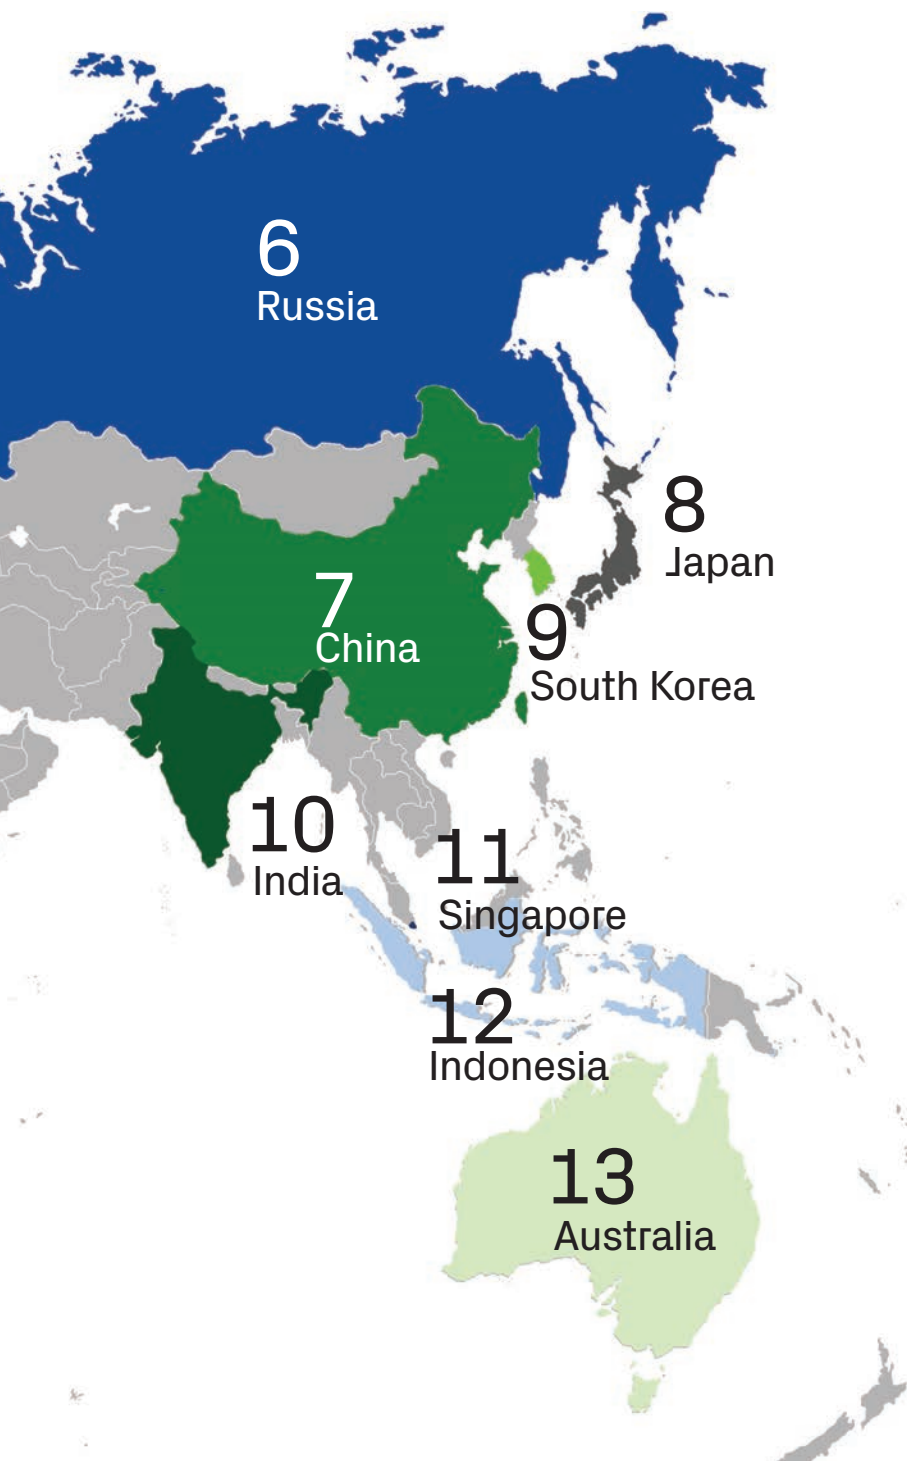 6
Russia
7
China
8
Japan
9
South Korea
10
India
11
Singapore
12
Indonesia
13
Australia